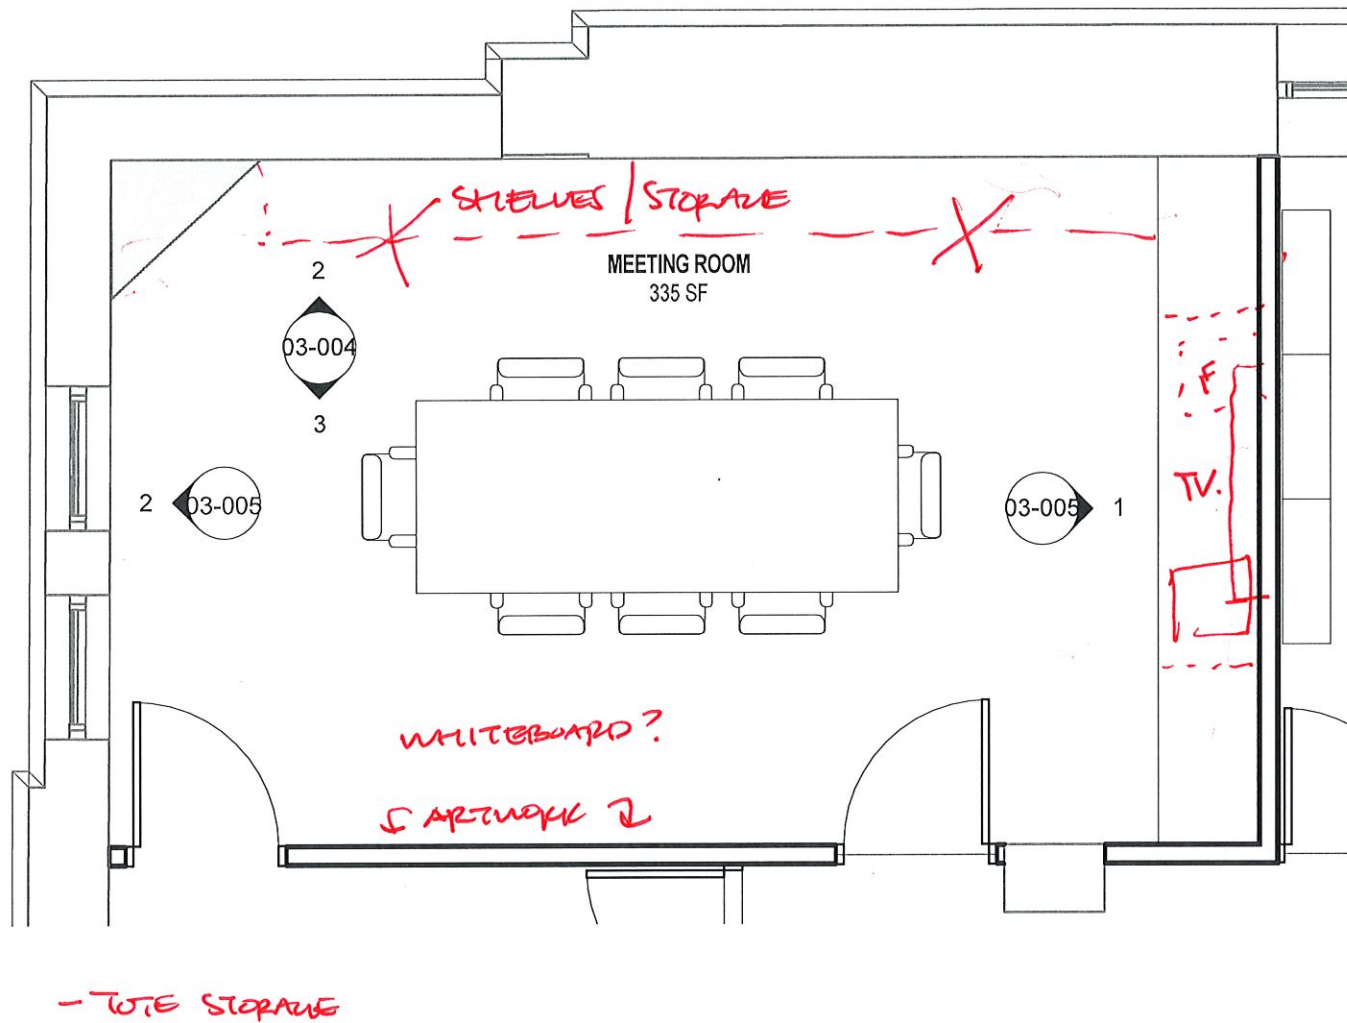 SHELVES / STORAGE
MEETING ROOM
335 SF
2
03-004
3
F
TV.
2 03-005
03-005 1
WHITEBOARD?
ARTWORK
- TOTE STORAGE